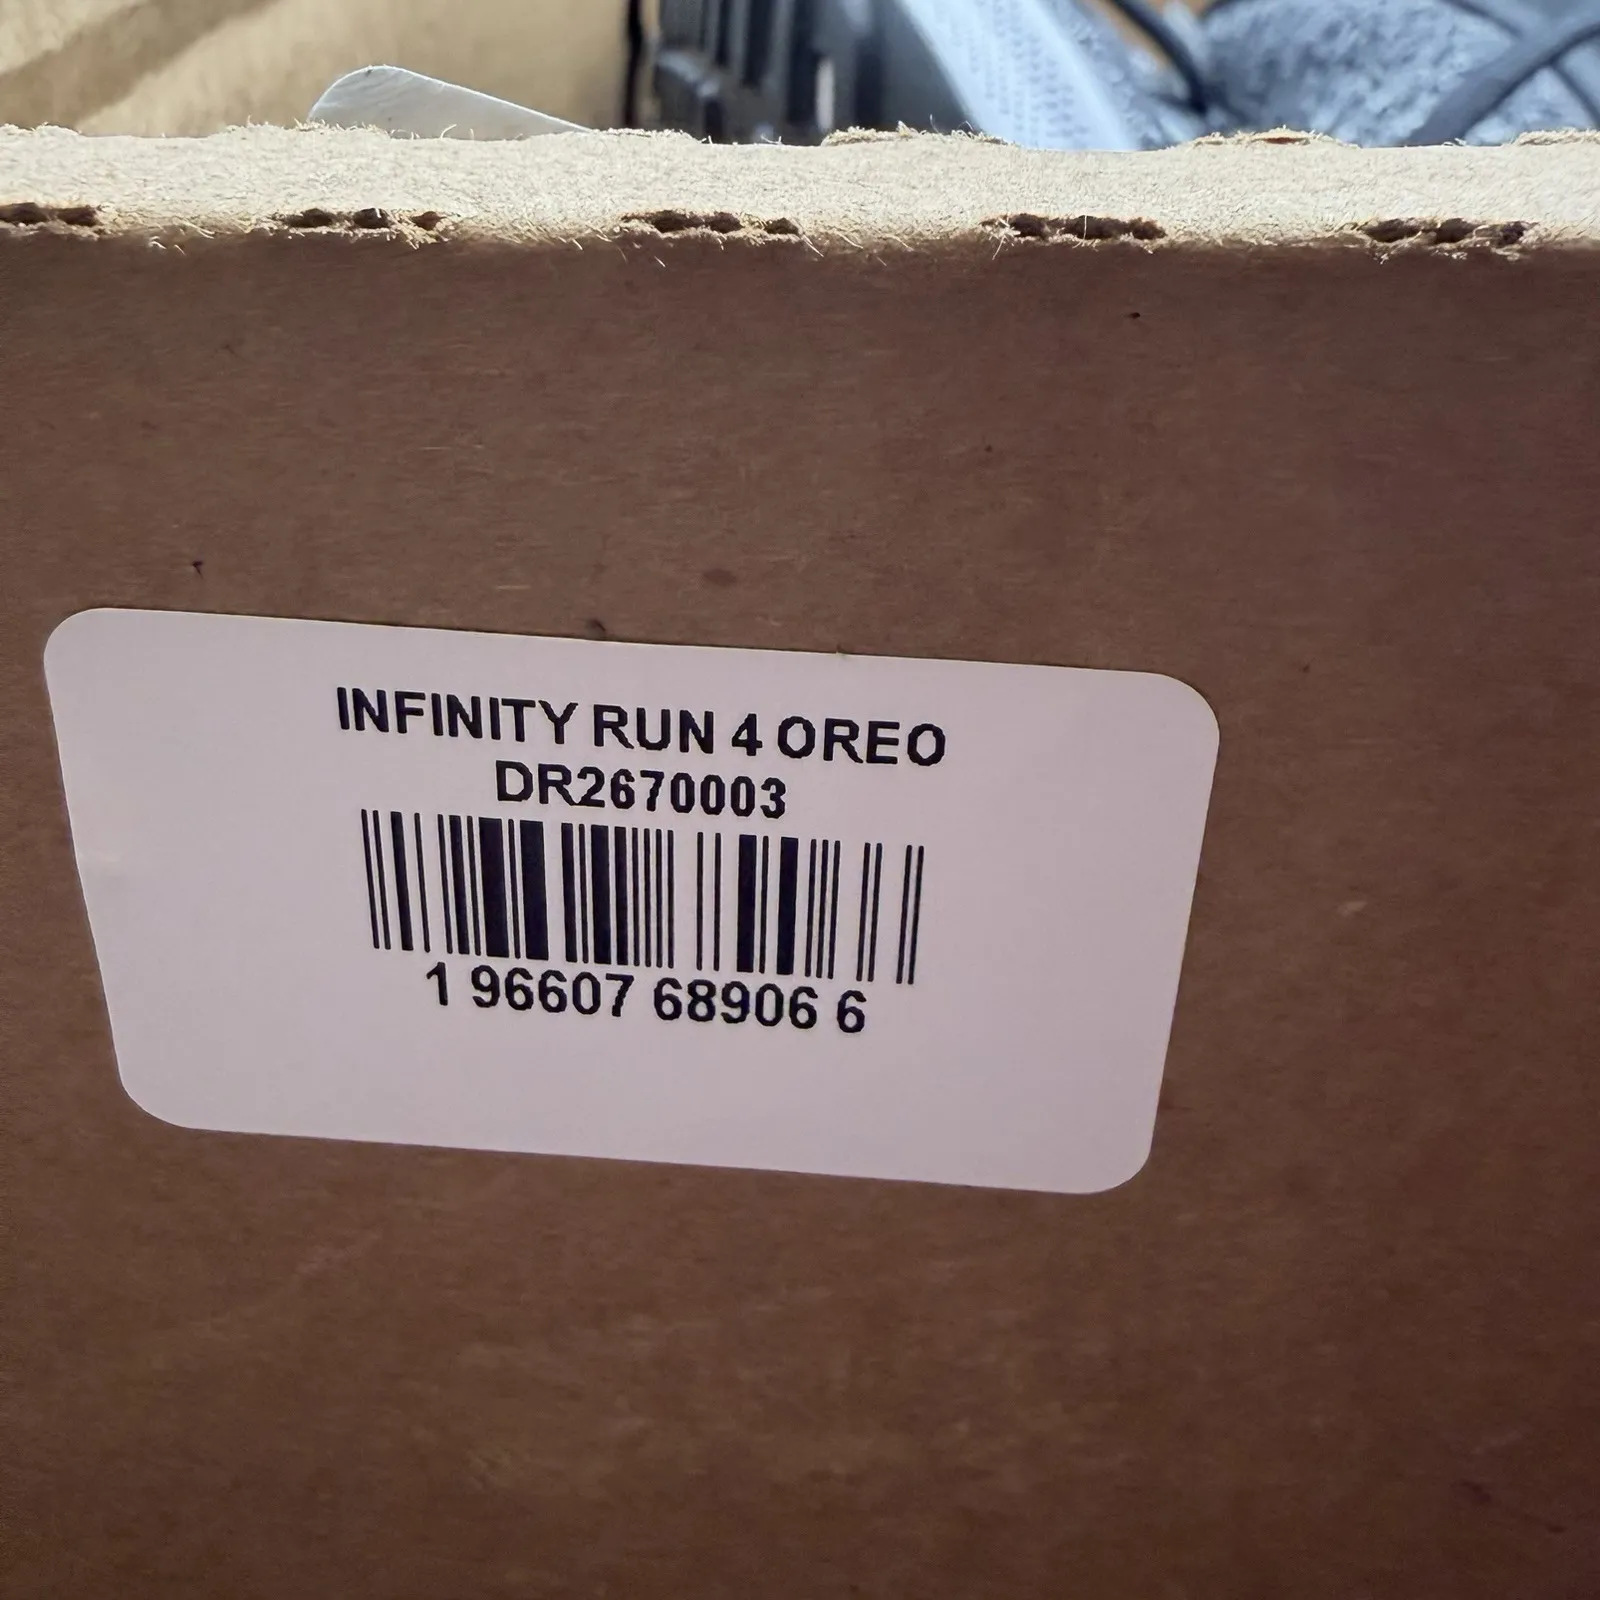 INFINITY RUN 4 OREO
DR2670003
1 96607 68906 6